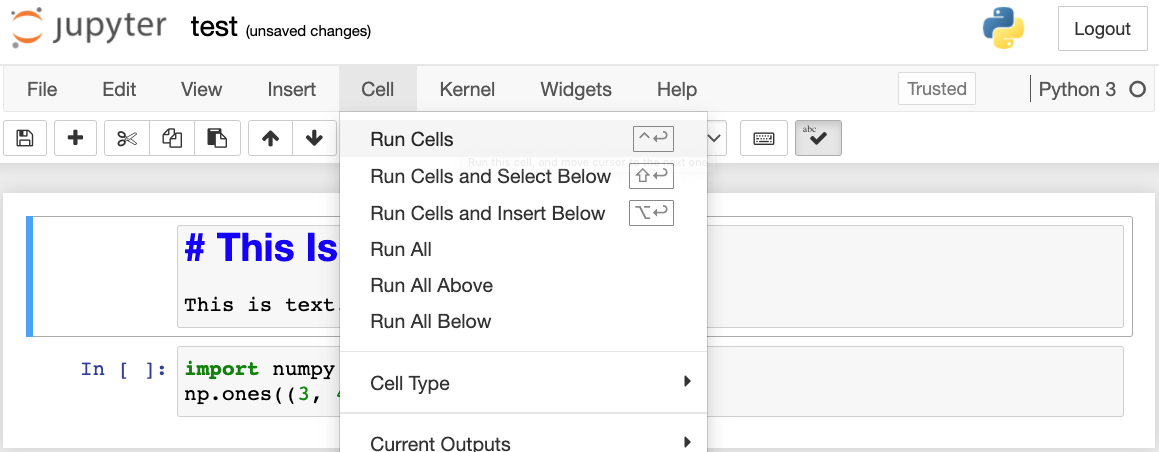 jupyter test (unsaved changes) Logout
File Edit View Insert Cell Kernel Widgets Help Trusted Python 3
abc
Run Cells ^↩
Run this cell, and move cursor to the next one
Run Cells and Select Below ⇧↩
Run Cells and Insert Below ⌥↩
Run All
Run All Above
Run All Below
Cell Type
Current Outputs
# This Is
This is text.
In [ ]: import numpy
np.ones((3,